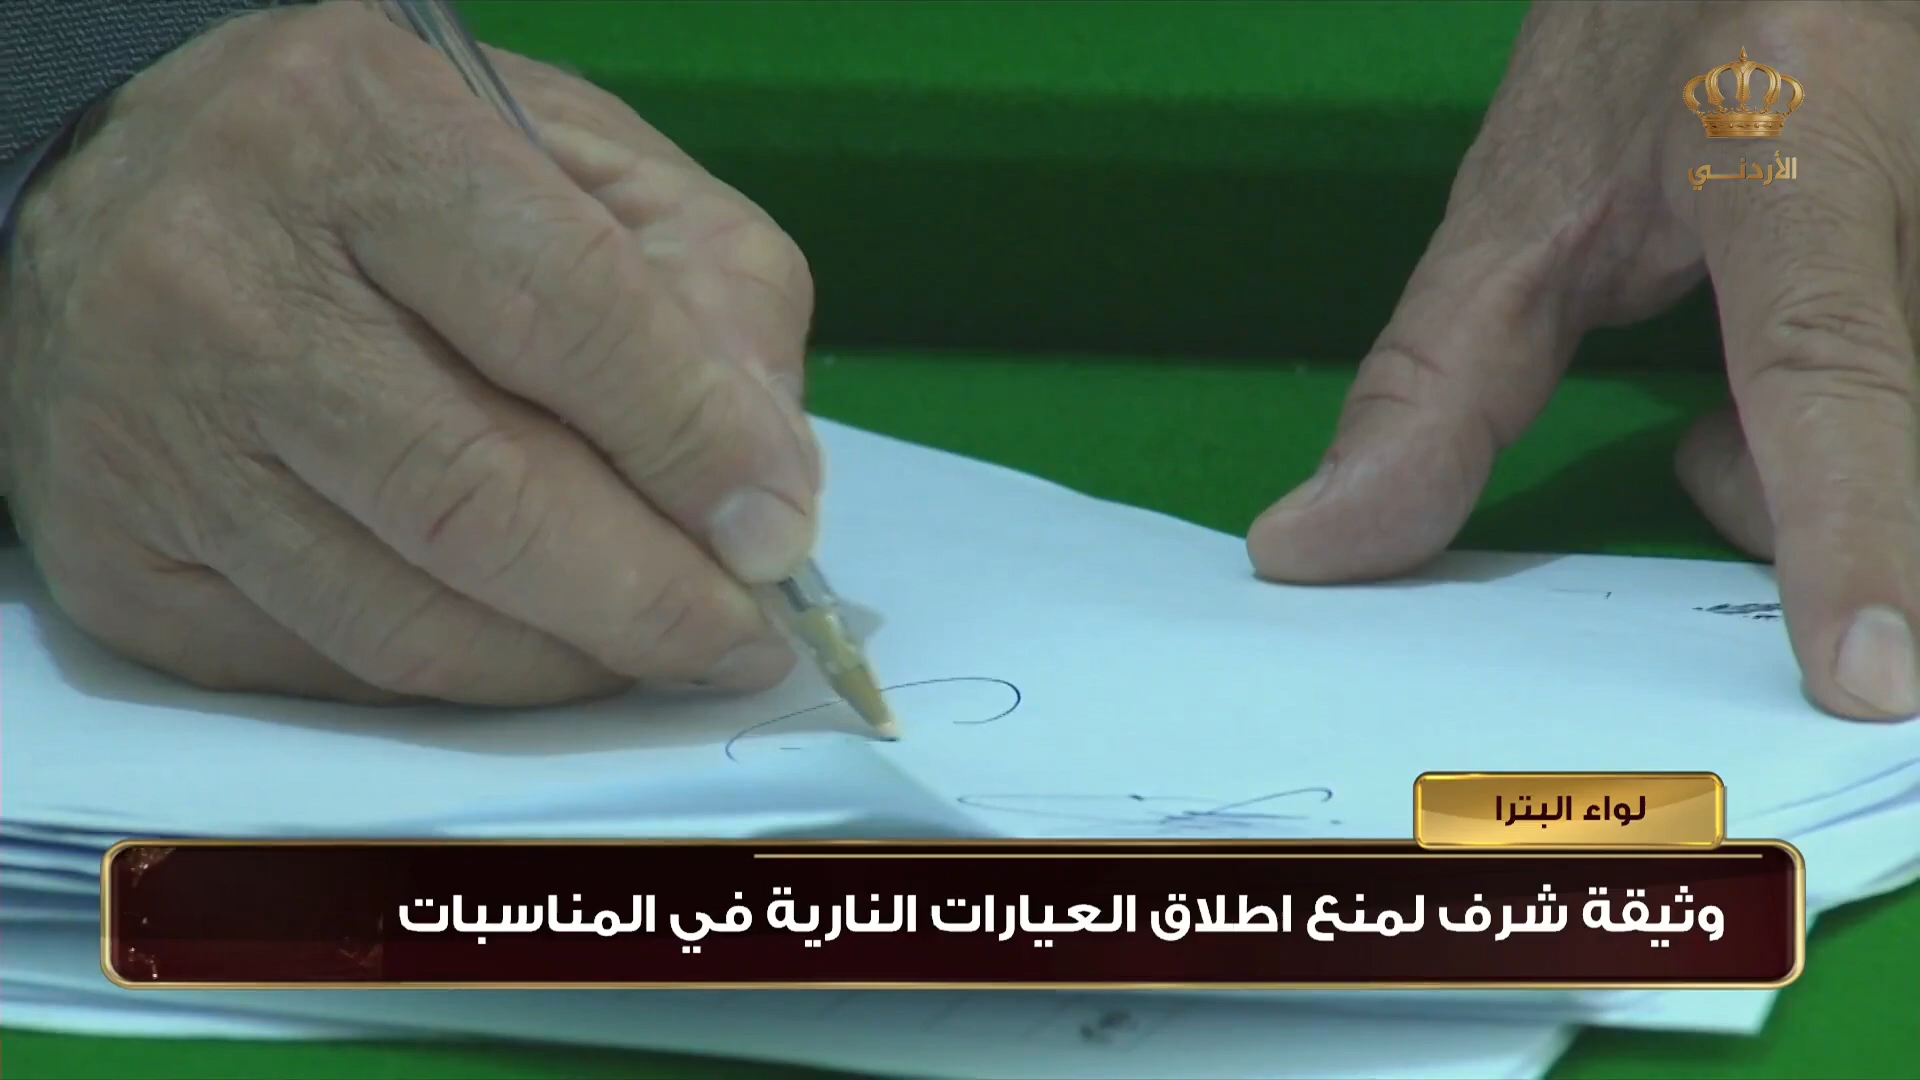 الأردني
لواء البترا
وثيقة شرف لمنع اطلاق العيارات النارية في المناسبات